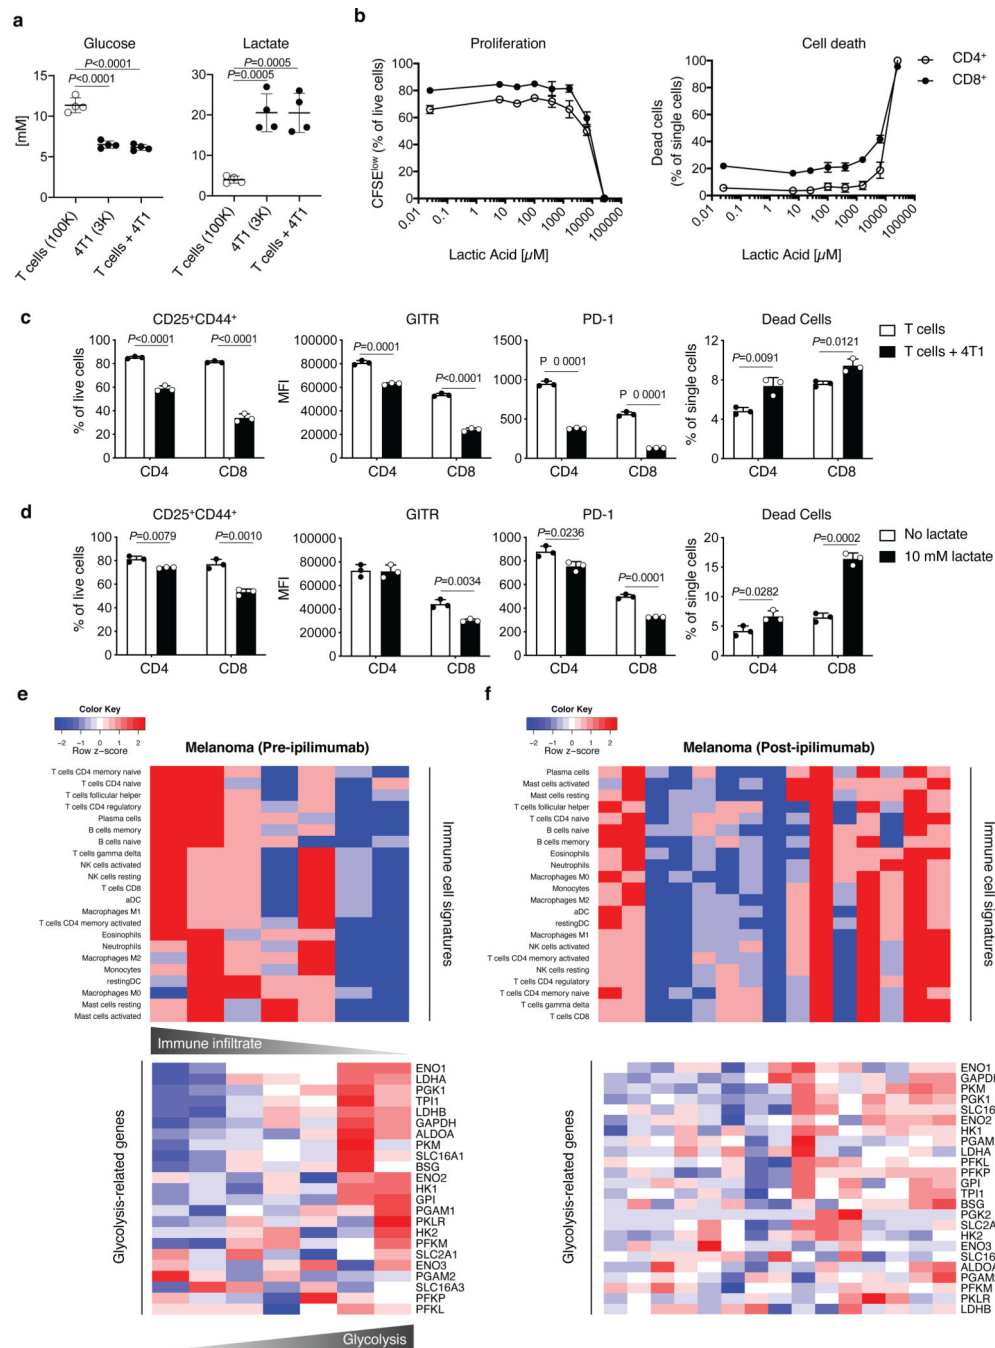 a
Glucose
Lactate
P<0.0001
P<0.0001
P=0.0005
P=0.0005
[mM]
15
10
5
0
30
20
10
0
T cells (100K)
4T1 (3K)
T cells + 4T1
T cells (100K)
4T1 (3K)
T cells + 4T1
b
Proliferation
Cell death
CD4+
CD8+
CFSElow (% of live cells)
100
80
60
40
20
0
0.01
0.1
1
10
100
1000
10000
100000
Lactic Acid [µM]
Dead cells
(% of single cells)
100
80
60
40
20
0
0.01
0.1
1
10
100
1000
10000
100000
Lactic Acid [µM]
c
CD25+CD44+
GITR
PD-1
Dead Cells
T cells
T cells + 4T1
% of live cells
100
80
60
40
20
0
P<0.0001
P<0.0001
CD4
CD8
MFI
100000
80000
60000
40000
20000
0
P=0.0001
P<0.0001
CD4
CD8
1000
500
0
P 0 0001
P 0 0001
CD4
CD8
% of single cells
12
8
4
0
P=0.0091
P=0.0121
CD4
CD8
d
CD25+CD44+
GITR
PD-1
Dead Cells
No lactate
10 mM lactate
% of live cells
100
80
60
40
20
0
P=0.0079
P=0.0010
CD4
CD8
MFI
100000
80000
60000
40000
20000
0
P=0.0034
CD4
CD8
1000
800
600
400
200
0
P=0.0236
P=0.0001
CD4
CD8
% of single cells
20
15
10
5
0
P=0.0282
P=0.0002
CD4
CD8
e
Color Key
-2 -1 0 1 2
Row z-score
Melanoma (Pre-ipilimumab)
T cells CD4 memory naive
T cells CD4 naive
T cells follicular helper
T cells CD4 regulatory
Plasma cells
B cells memory
B cells naive
T cells gamma delta
NK cells activated
NK cells resting
T cells CD8
aDC
Macrophages M1
T cells CD4 memory activated
Eosinophils
Neutrophils
Macrophages M2
Monocytes
restingDC
Macrophages M0
Mast cells resting
Mast cells activated
Immune cell signatures
Immune infiltrate
Glycolysis-related genes
ENO1
LDHA
PGK1
TPI1
LDHB
GAPDH
ALDOA
PKM
SLC16A1
BSG
ENO2
HK1
GPI
PGAM1
PKLR
HK2
PFKM
SLC2A1
ENO3
PGAM2
SLC16A3
PFKP
PFKL
Glycolysis
f
Color Key
-2 -1 0 1 2
Row z-score
Melanoma (Post-ipilimumab)
Plasma cells
Mast cells activated
Mast cells resting
T cells follicular helper
T cells CD4 naive
B cells naive
B cells memory
Eosinophils
Neutrophils
Macrophages M0
Monocytes
Macrophages M2
aDC
restingDC
Macrophages M1
NK cells activated
T cells CD4 memory activated
NK cells resting
T cells CD4 regulatory
T cells CD4 memory naive
T cells gamma delta
T cells CD8
Immune cell signatures
Glycolysis-related genes
ENO1
GAPD
PKM
PGK1
SLC16
ENO2
HK1
PGAM
LDHA
PFKL
PFKP
GPI
TPI1
BSG
PGK2
SLC2A
HK2
ENO3
SLC16
ALDOA
PGAM
PFKM
PKLR
LDHB